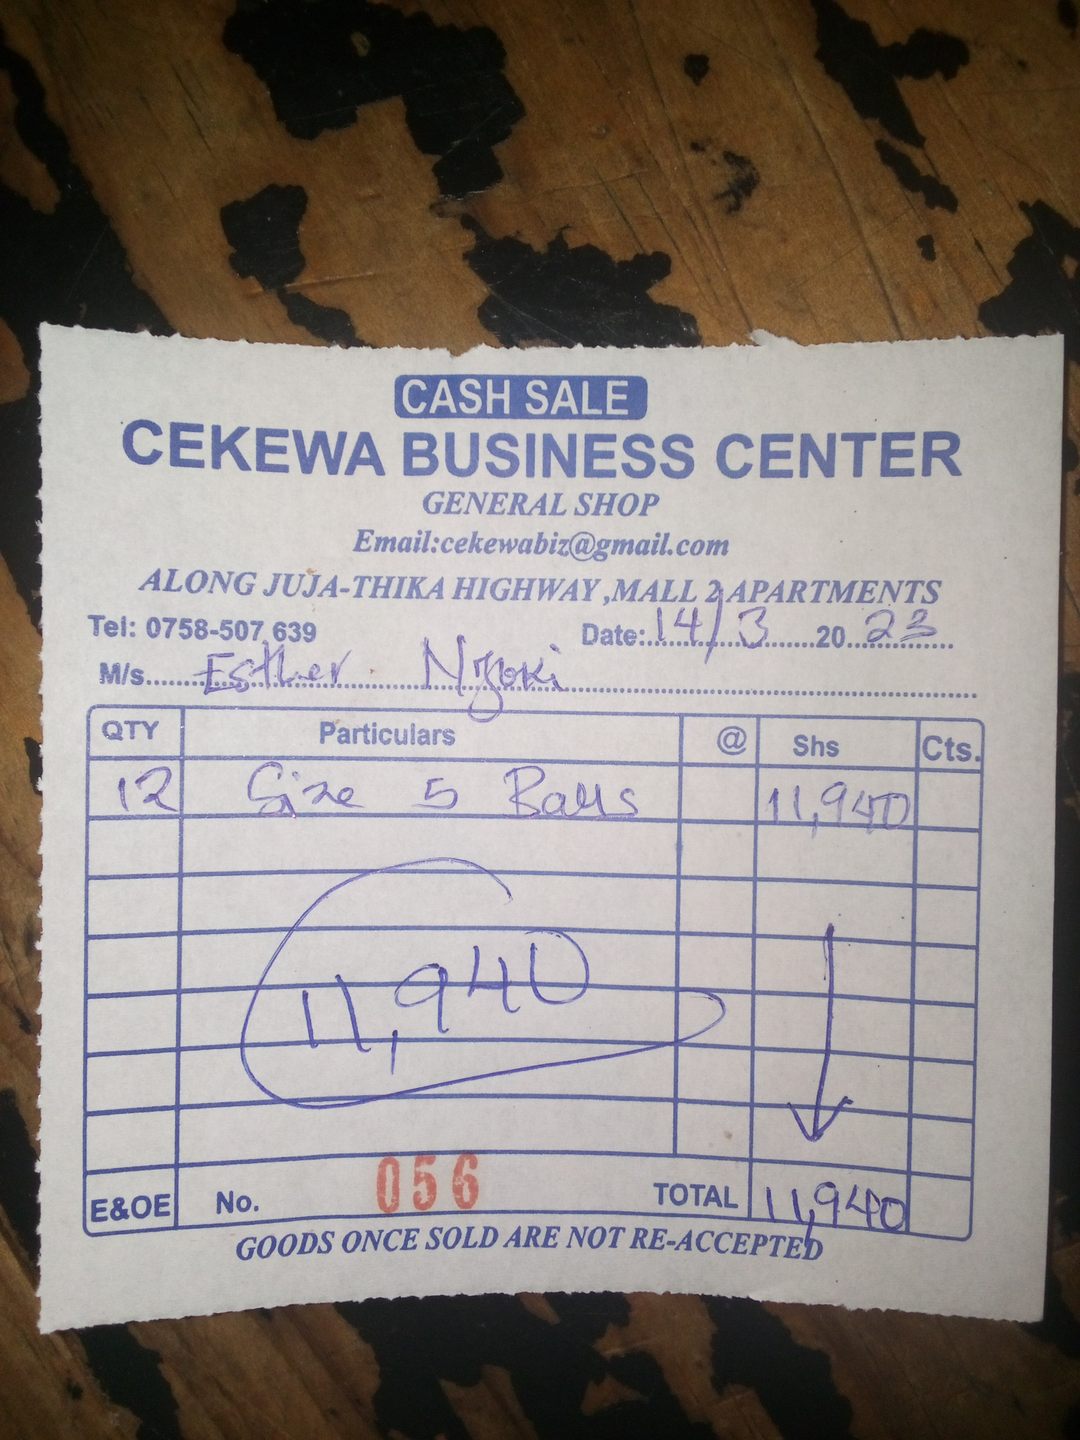 CASH SALE
CEKEWA BUSINESS CENTER
GENERAL SHOP
Email:cekewabiz@gmail.com
ALONG JUJA-THIKA HIGHWAY ,MALL 2 APARTMENTS
Tel: 0758-507 639 Date:.14/3.......20..23
M/s....Esther Njoki
QTY Particulars @ Shs Cts.
12 Size 5 Balls 11,940
11,940
E&OE No. 056 TOTAL 11,940
GOODS ONCE SOLD ARE NOT RE-ACCEPTED